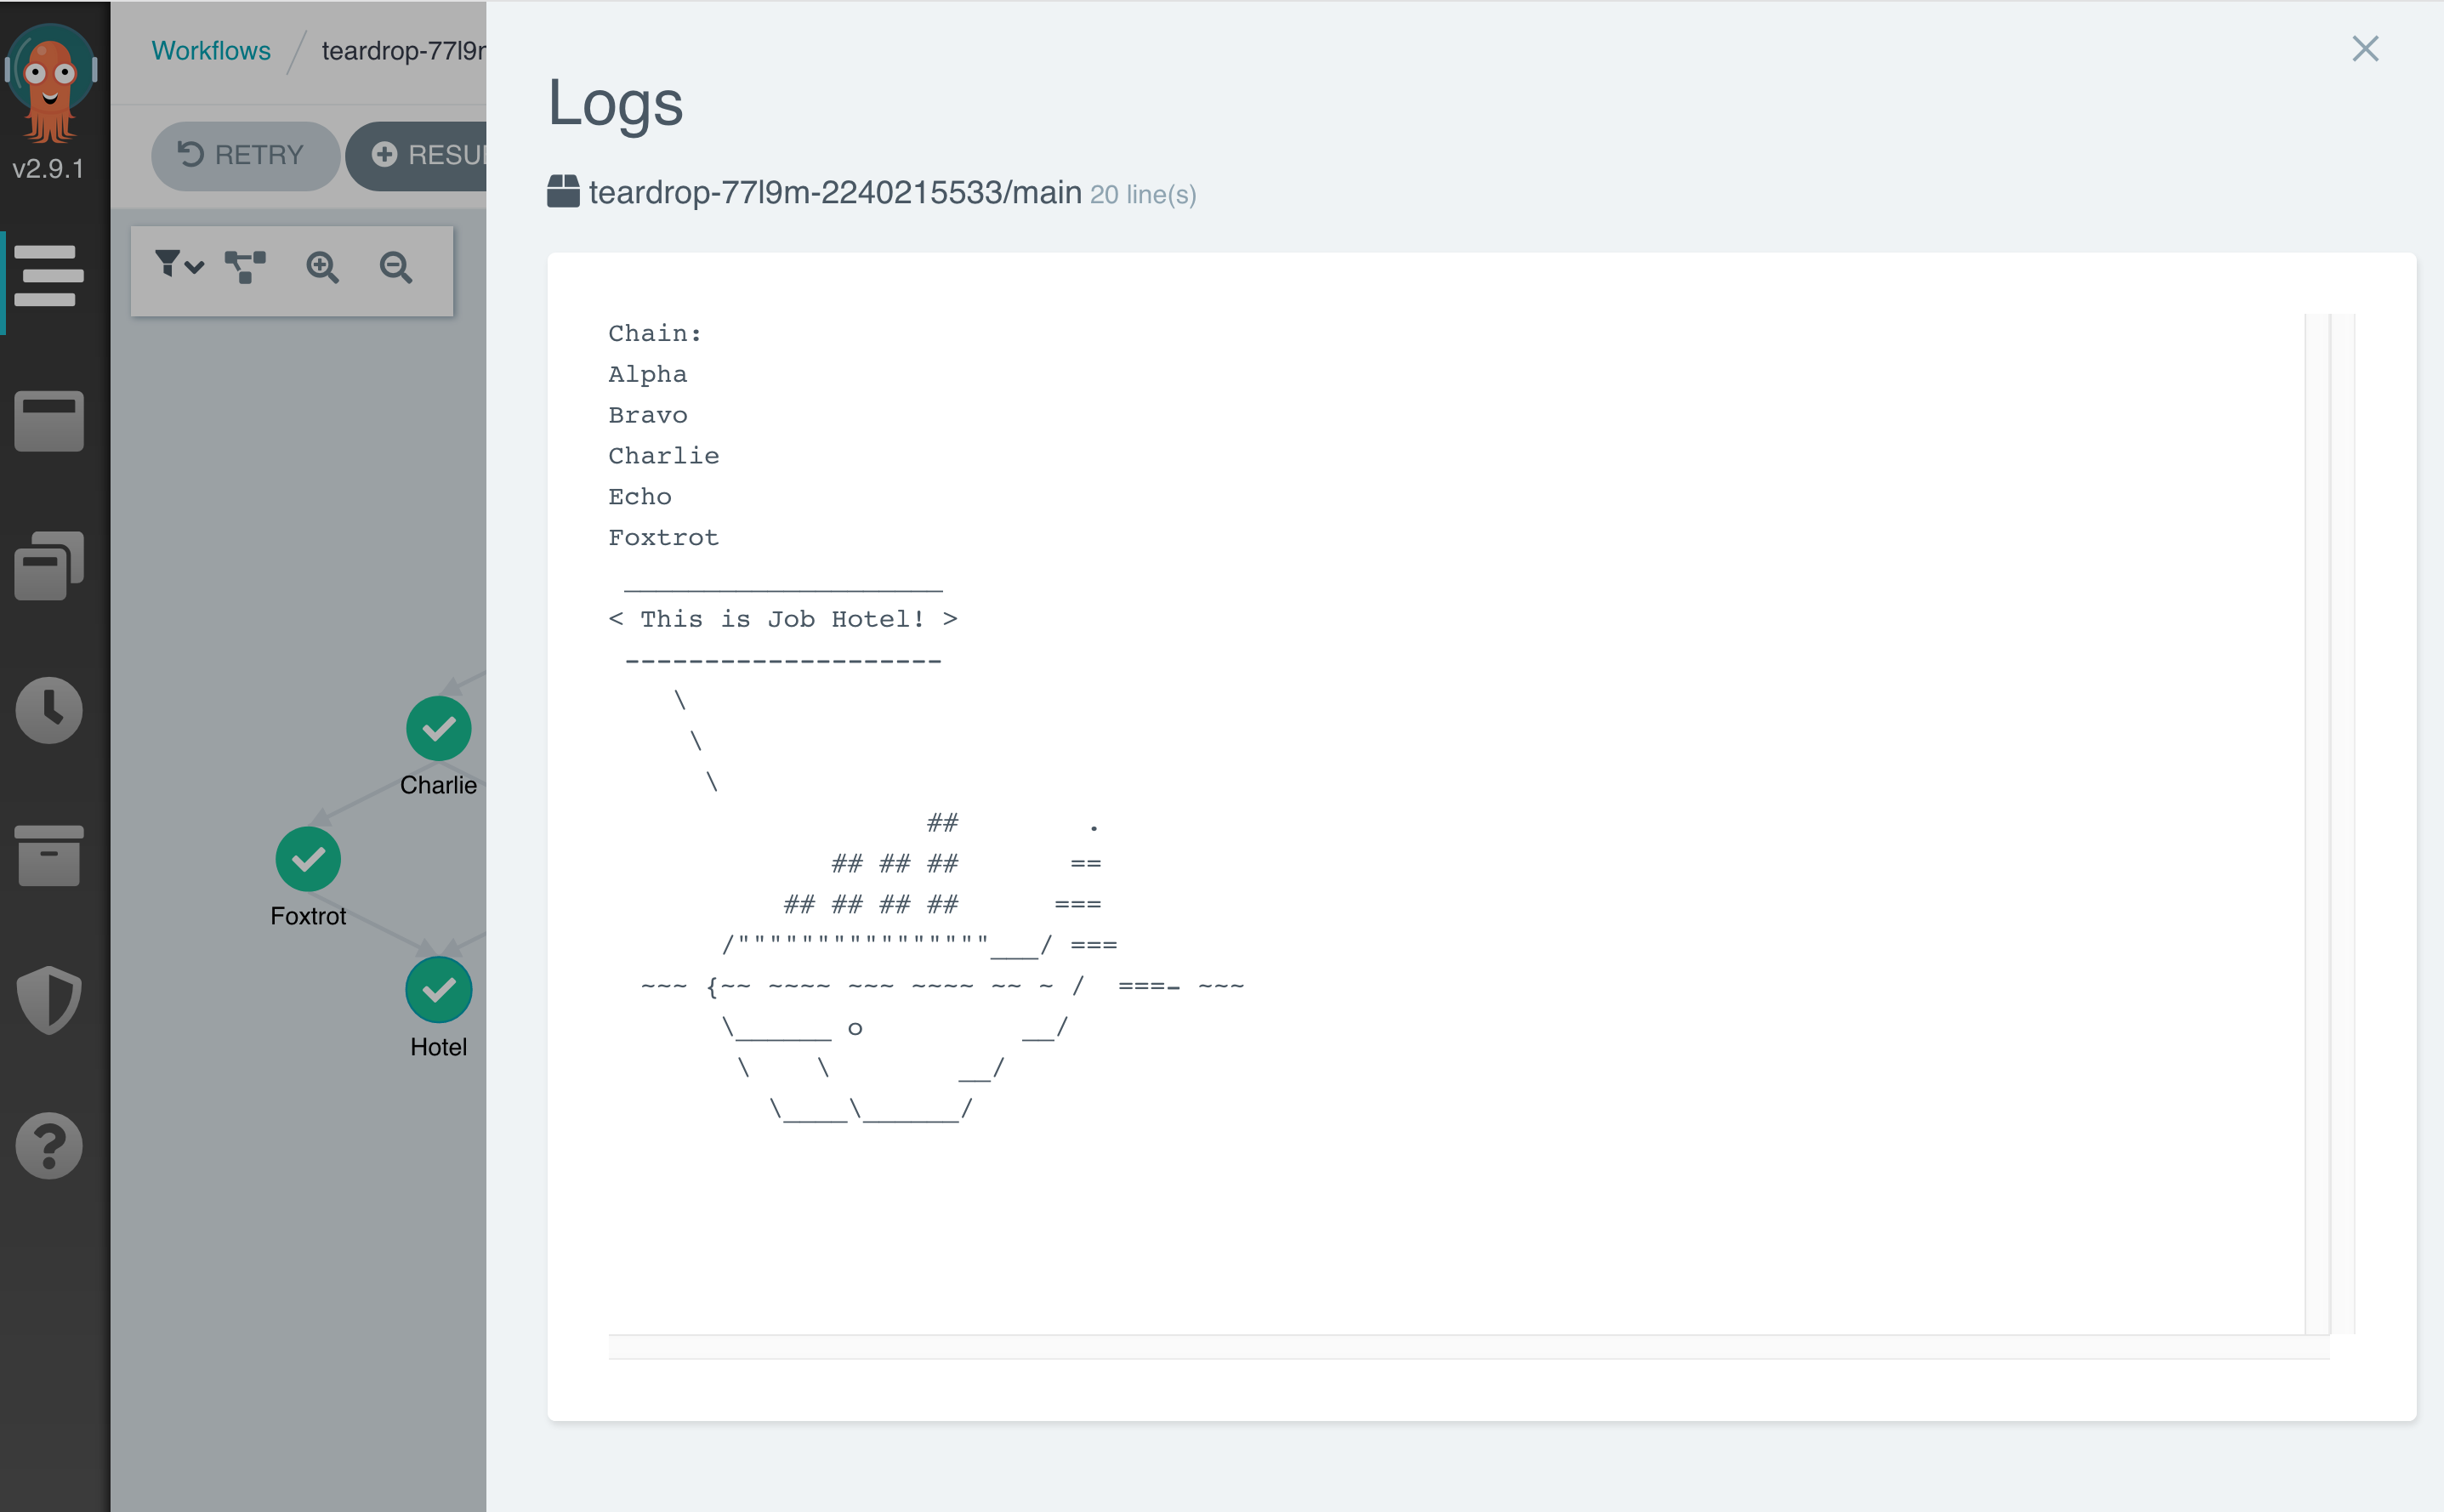 v2.9.1
Workflows / teardrop-77l9m
RETRY
RESU
Charlie
Foxtrot
Hotel
Logs
teardrop-77l9m-2240215533/main 20 line(s)
Chain:
Alpha
Bravo
Charlie
Echo
Foxtrot
 ____________________
< This is Job Hotel! >
 --------------------
    \
     \
      \
                    ##        .
              ## ## ##       ==
           ## ## ## ##      ===
       /""""""""""""""""___/ ===
  ~~~ {~~ ~~~~ ~~~ ~~~~ ~~ ~ /  ===- ~~~
       \______ o          __/
        \    \        __/
          \____\______/